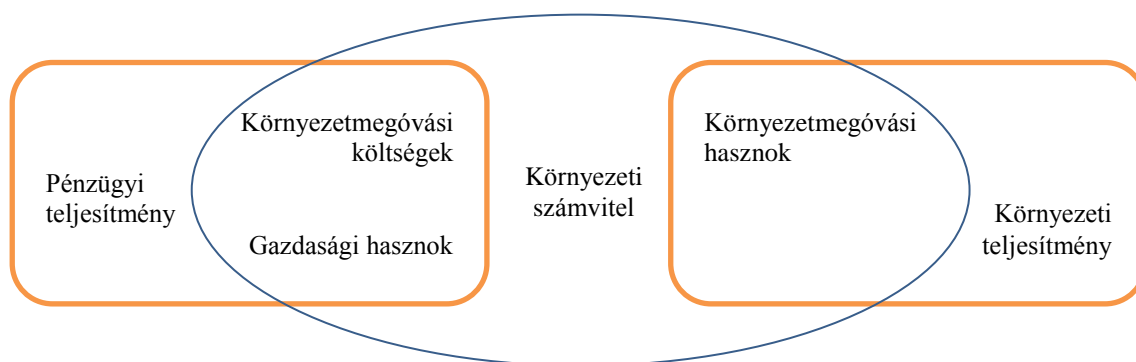 Pénzügyi
teljesítmény
Környezetmegóvási
költségek
Gazdasági hasznok
Környezeti
számvitel
Környezetmegóvási
hasznok
Környezeti
teljesítmény